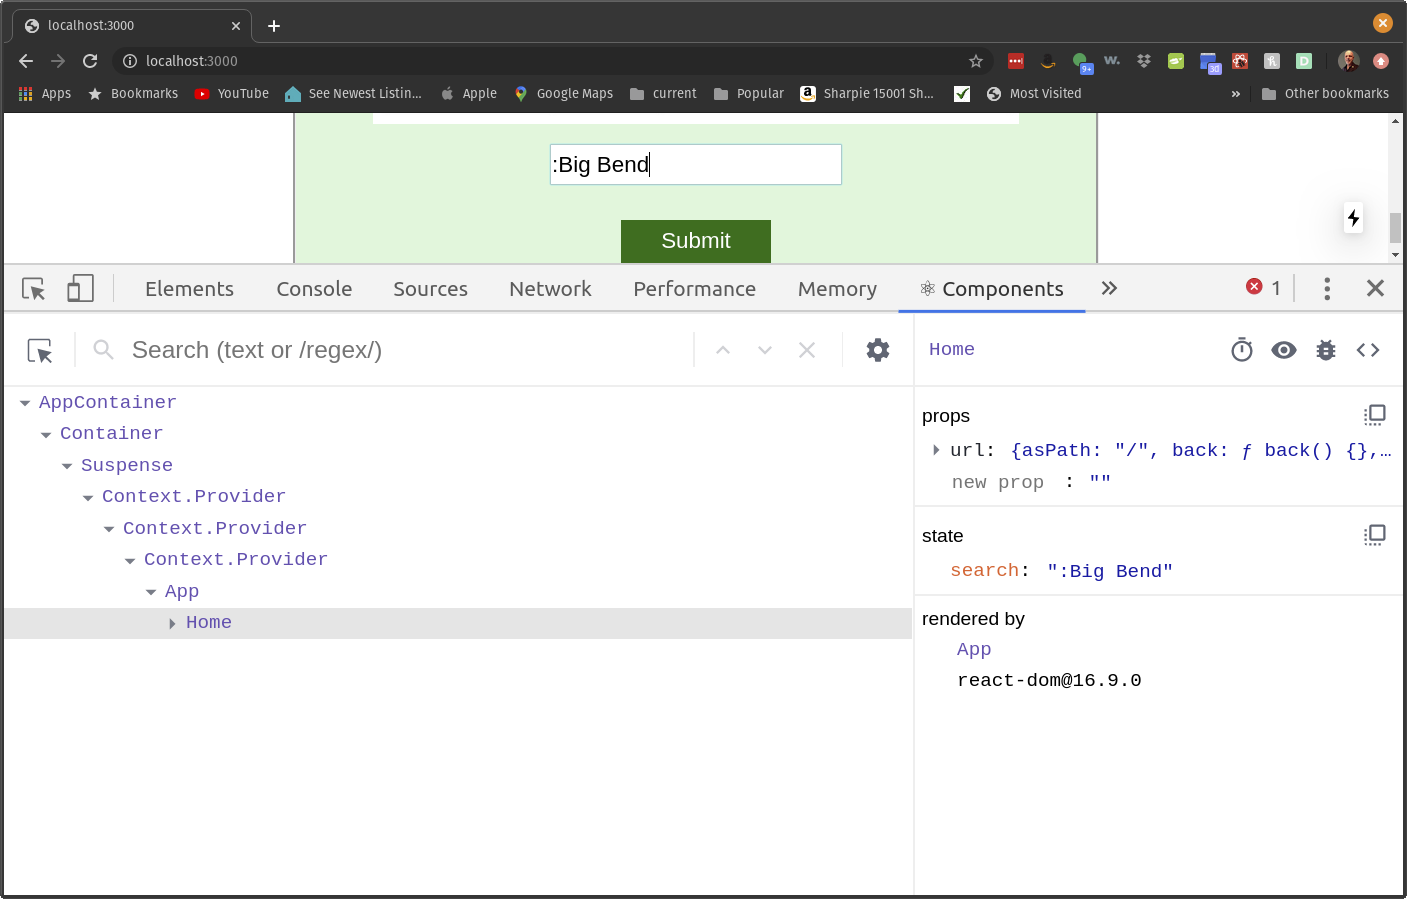 localhost:3000
localhost:3000
9+
w.
30
D
Apps Bookmarks YouTube See Newest Listin... Apple Google Maps current Popular a Sharpie 15001 Sh... Most Visited » Other bookmarks
:Big Bend
Submit
Elements Console Sources Network Performance Memory Components 1
Search (text or /regex/)
Home
AppContainer
Container
Suspense
Context.Provider
Context.Provider
Context.Provider
App
Home
props
url: {asPath: "/", back: ƒ back() {},…
new prop : ""
state
search: ":Big Bend"
rendered by
App
react-dom@16.9.0